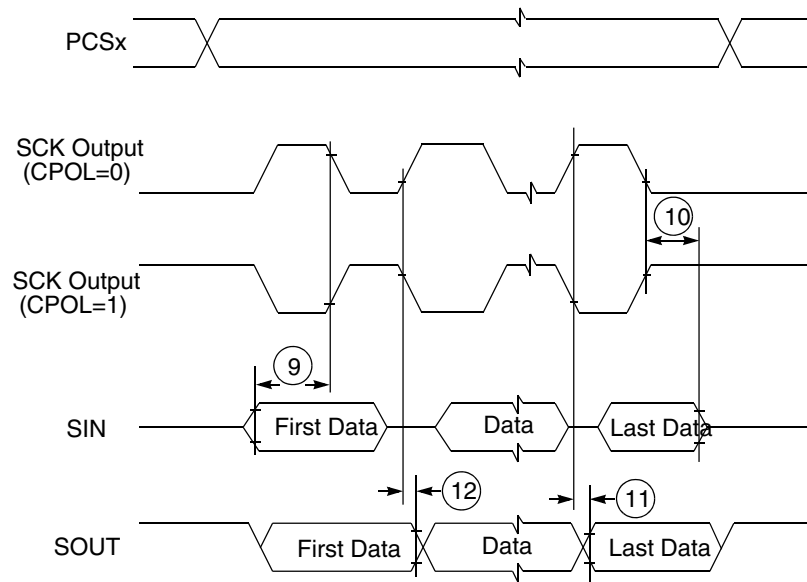 PCSx
SCK Output
(CPOL=0)
10
SCK Output
(CPOL=1)
9
SIN
First Data
Data
Last Data
12
11
SOUT
First Data
Data
Last Data